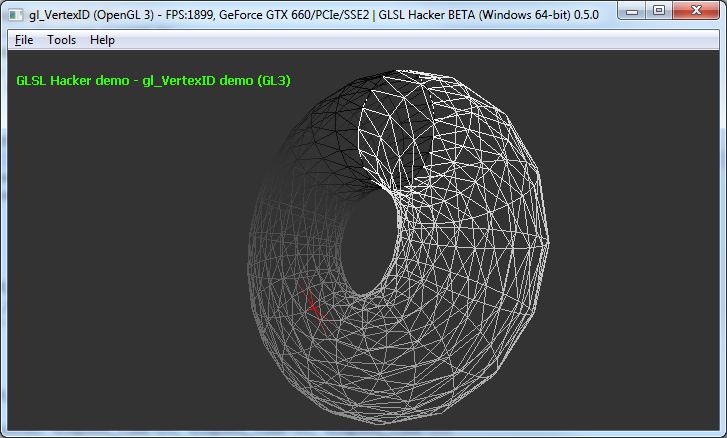 gl_VertexID (OpenGL 3) - FPS:1899, GeForce GTX 660/PCIe/SSE2 | GLSL Hacker BETA (Windows 64-bit) 0.5.0
File Tools Help
GLSL Hacker demo - gl_VertexID demo (GL3)